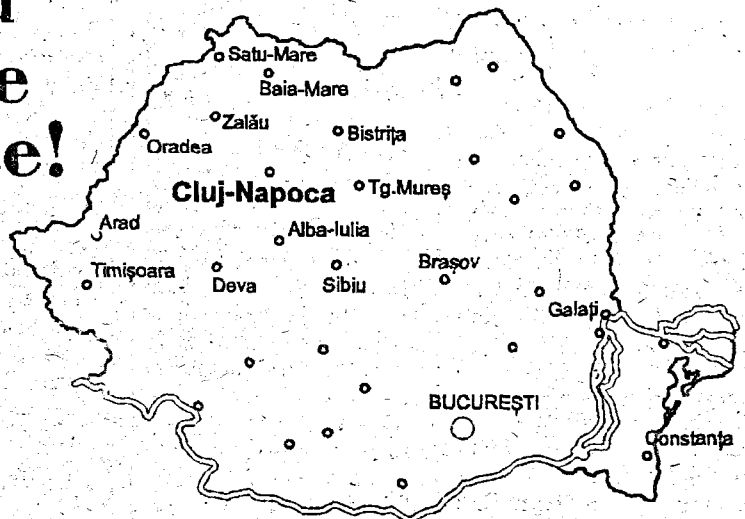 Satu-Mare
Baia-Mare
Zalău
Oradea
Bistrița
Cluj-Napoca
Tg.Mureș
Arad
Alba-Iulia
Timișoara
Deva
Sibiu
Brașov
Galați
BUCUREȘTI
Constanța